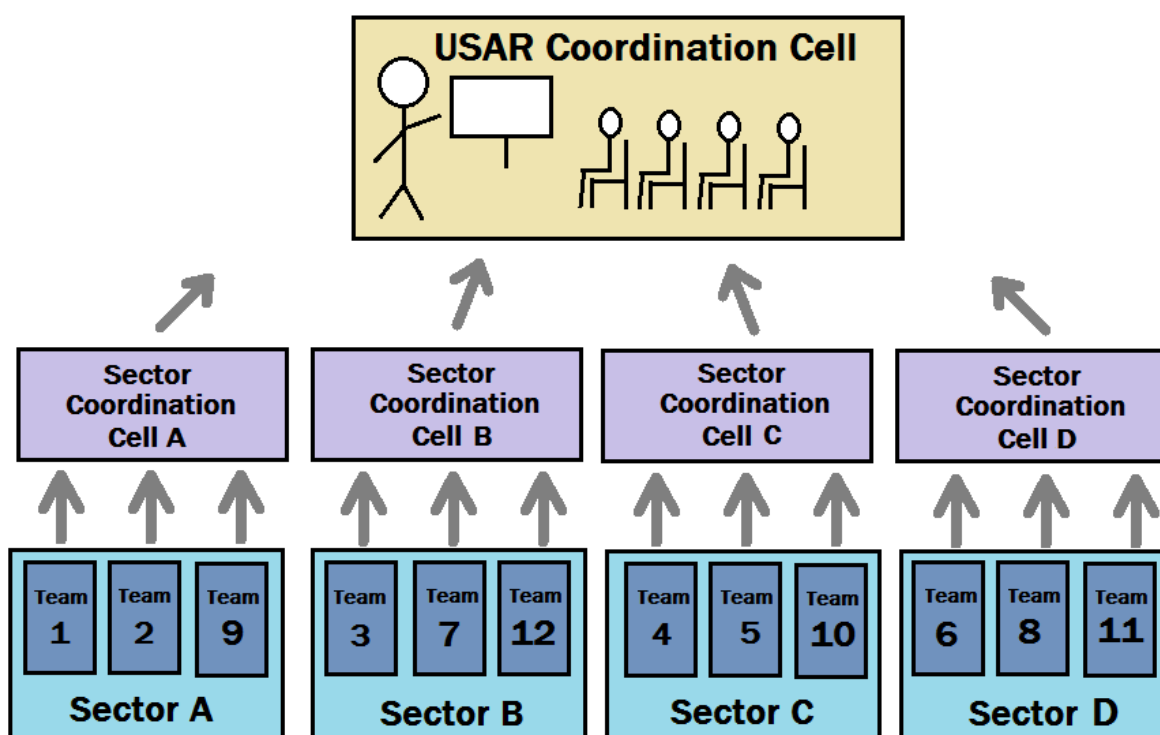 USAR Coordination Cell
Sector
Coordination
Cell A
Sector
Coordination
Cell B
Sector
Coordination
Cell C
Sector
Coordination
Cell D
Team
1
Team
2
Team
9
Sector A
Team
3
Team
7
Team
12
Sector B
Team
4
Team
5
Team
10
Sector C
Team
6
Team
8
Team
11
Sector D